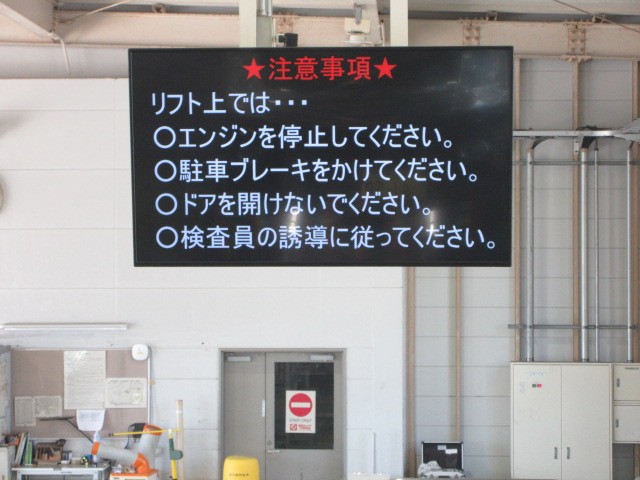 ★注意事項★
リフト上では・・・
○エンジンを停止してください。
○駐車ブレーキをかけてください。
○ドアを開けないでください。
○検査員の誘導に従ってください。